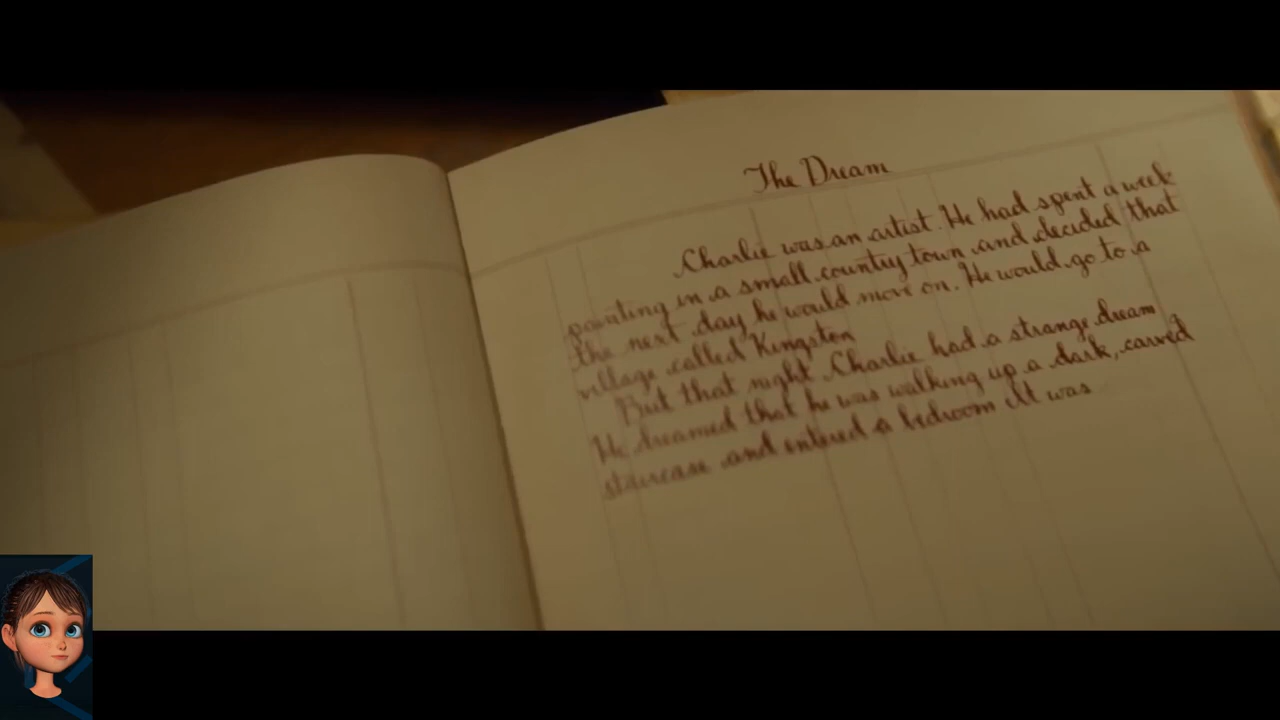 The Dream
Charlie was an artist. He had spent a week
painting in a small country town and decided that
the next day he would move on. He would go to a
village called Kingston
But that night Charlie had a strange dream
He dreamed that he was walking up a dark, carved
staircase and entered a bedroom It was